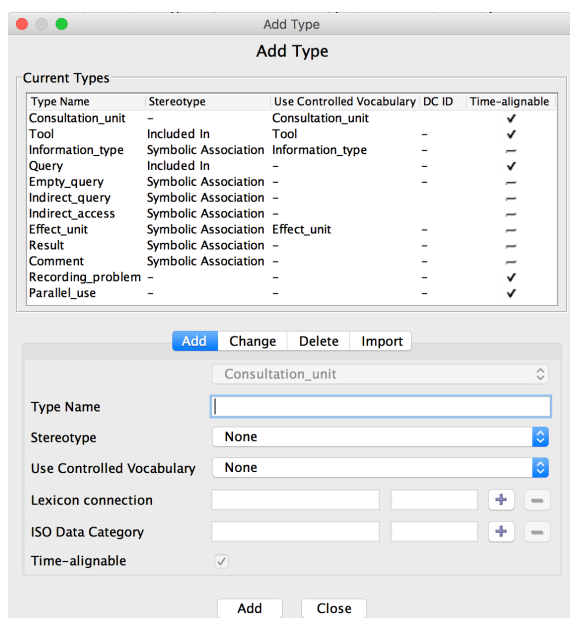 Add Type
Add Type
Current Types
Type Name Stereotype Use Controlled Vocabulary DC ID Time-alignable
Consultation_unit – Consultation_unit
Tool Included In Tool –
Information_type Symbolic Association Information_type –
Query Included In – –
Empty_query Symbolic Association – –
Indirect_query Symbolic Association –
Indirect_access Symbolic Association –
Effect_unit Symbolic Association Effect_unit –
Result Symbolic Association – –
Comment Symbolic Association – –
Recording_problem – – –
Parallel_use – – –
Add Change Delete Import
Consultation_unit
Type Name
Stereotype None
Use Controlled Vocabulary None
Lexicon connection + –
ISO Data Category + –
Time-alignable
Add Close